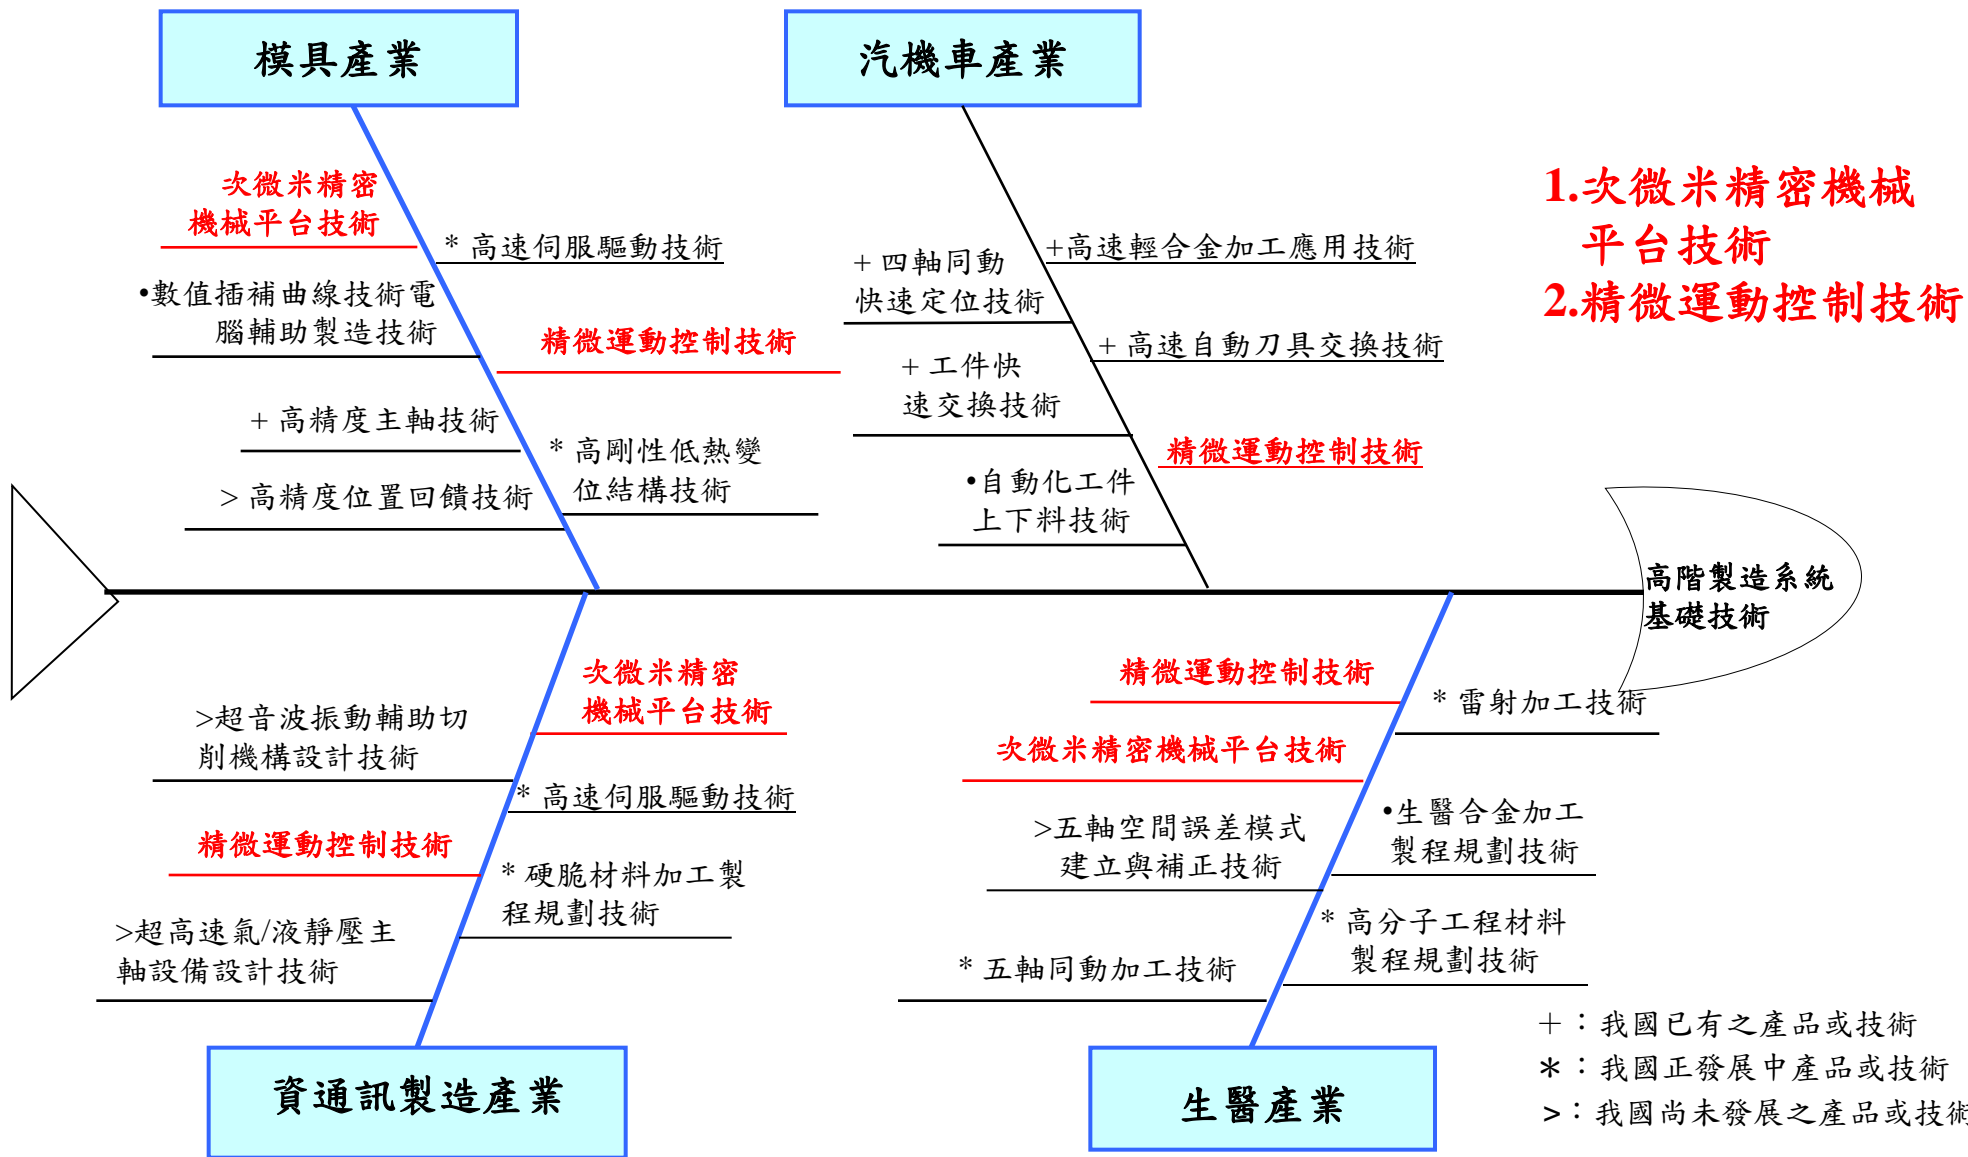 模具產業
汽機車產業
次微米精密
機械平台技術
* 高速伺服驅動技術
•數值插補曲線技術電
腦輔助製造技術
精微運動控制技術
+ 高精度主軸技術
* 高剛性低熱變
位結構技術
> 高精度位置回饋技術
+高速輕合金加工應用技術
+ 四軸同動
快速定位技術
+ 高速自動刀具交換技術
+ 工件快
速交換技術
精微運動控制技術
•自動化工件
上下料技術
1.次微米精密機械
平台技術
2.精微運動控制技術
高階製造系統
基礎技術
次微米精密
機械平台技術
>超音波振動輔助切
削機構設計技術
* 高速伺服驅動技術
精微運動控制技術
* 硬脆材料加工製
程規劃技術
>超高速氣/液靜壓主
軸設備設計技術
資通訊製造產業
精微運動控制技術
* 雷射加工技術
次微米精密機械平台技術
•生醫合金加工
製程規劃技術
>五軸空間誤差模式
建立與補正技術
* 高分子工程材料
製程規劃技術
* 五軸同動加工技術
生醫產業
+：我國已有之產品或技術
*：我國正發展中產品或技術
>：我國尚未發展之產品或技術